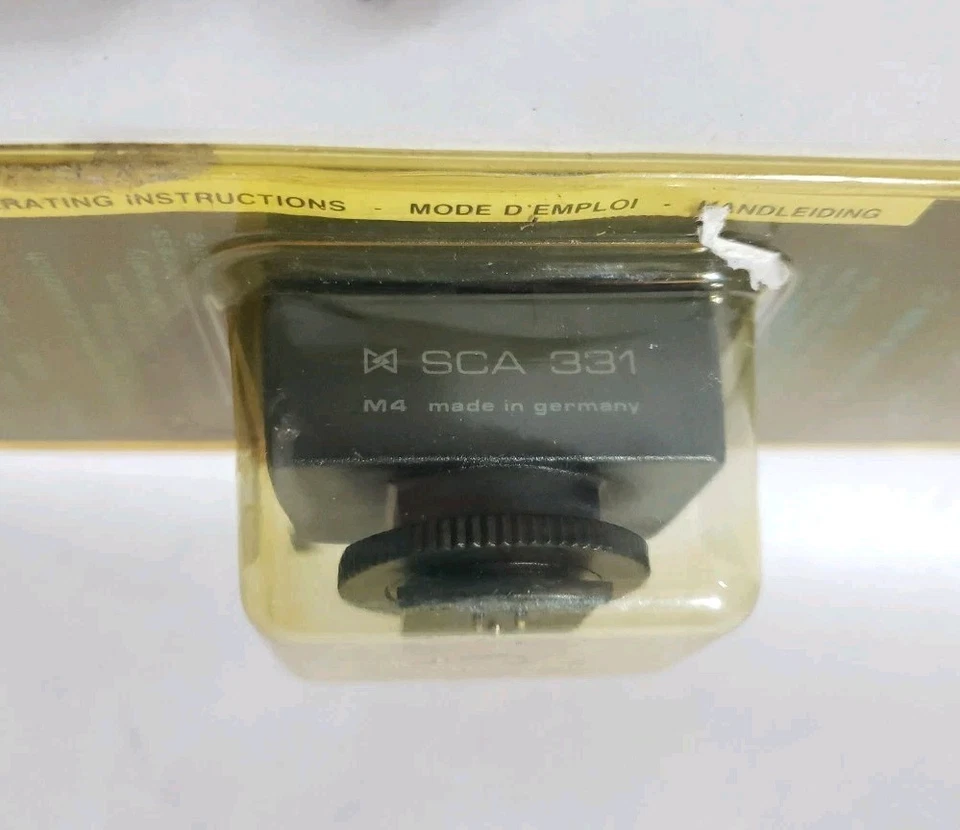 RATING INSTRUCTIONS - MODE D'EMPLOI - HANDLEIDING
SCA 331
M4 made in germany